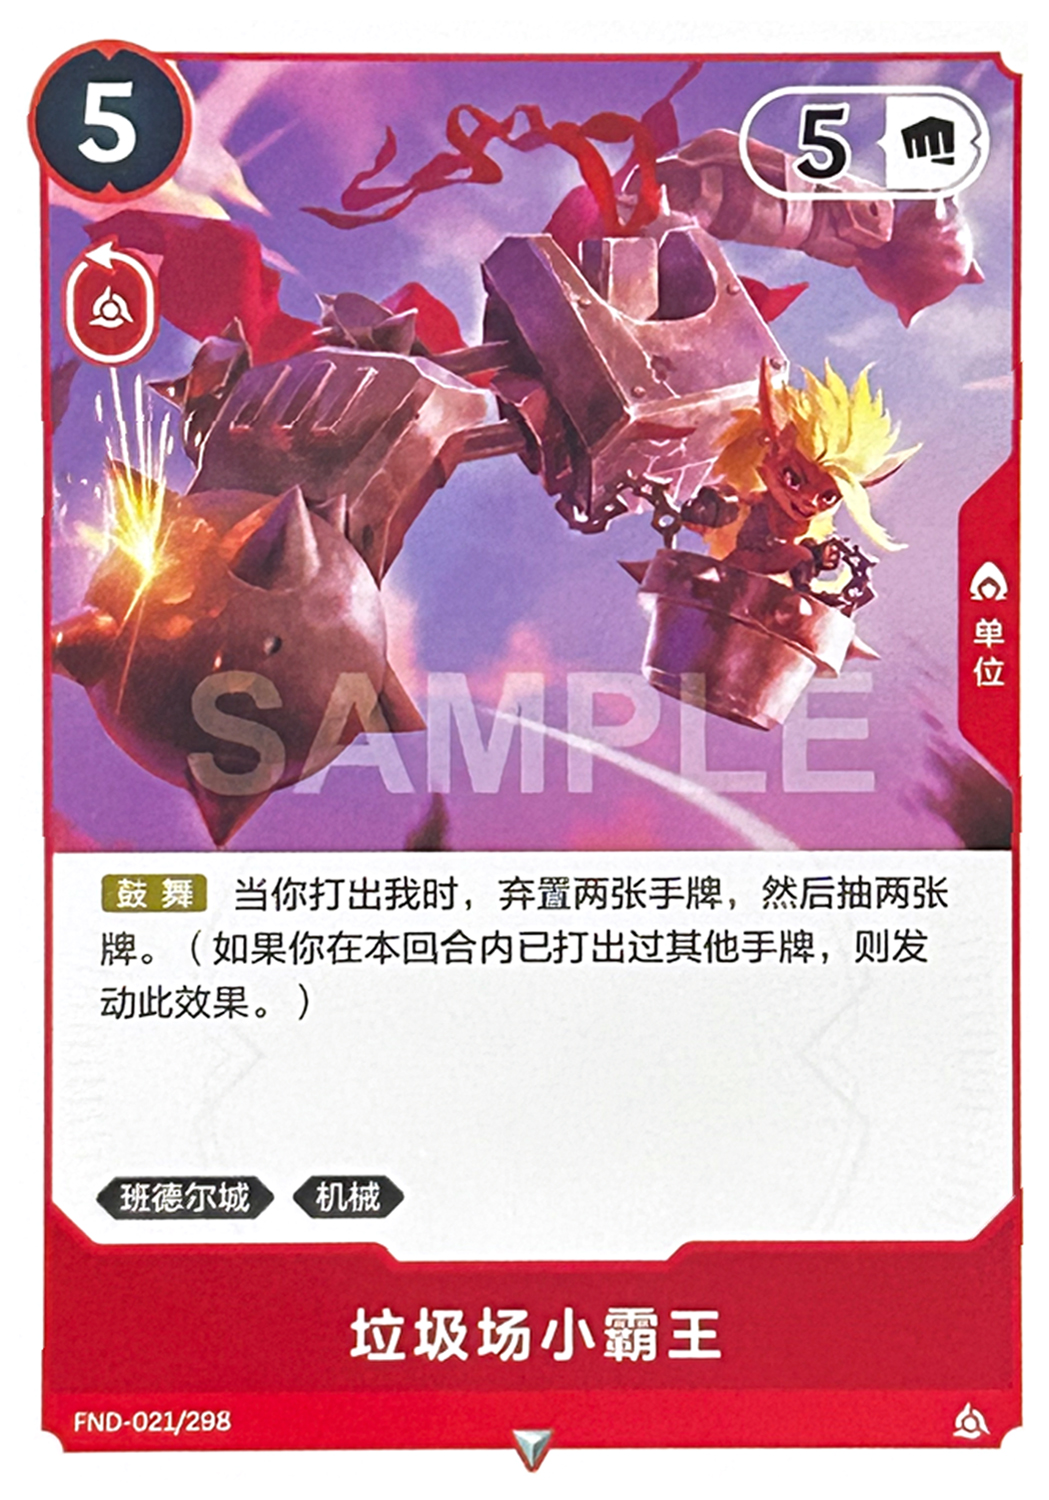 5
5
单位
SAMPLE
鼓舞 当你打出我时，弃置两张手牌，然后抽两张
牌。（如果你在本回合内已打出过其他手牌，则发
动此效果。）
班德尔城 机械
垃圾场小霸王
FND-021/298